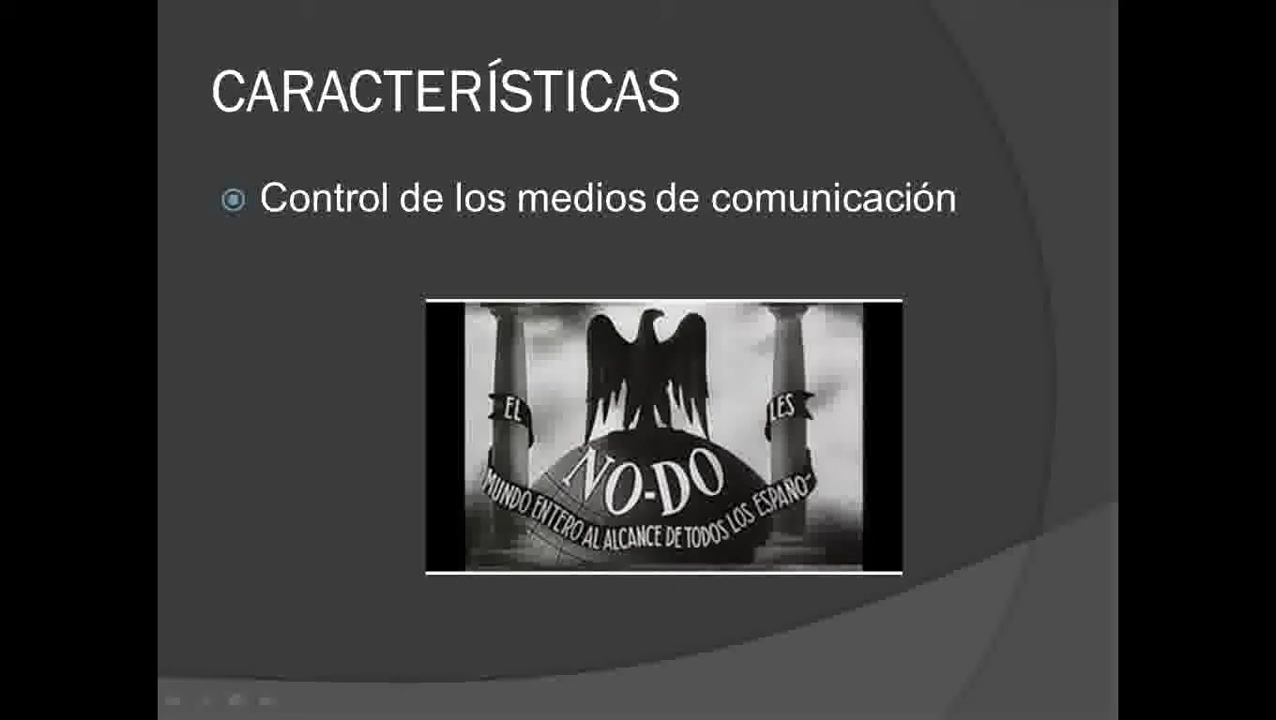 CARACTERÍSTICAS
Control de los medios de comunicación
EL
LES
NO-DO
MUNDO ENTERO AL ALCANCE DE TODOS LOS ESPAÑO-